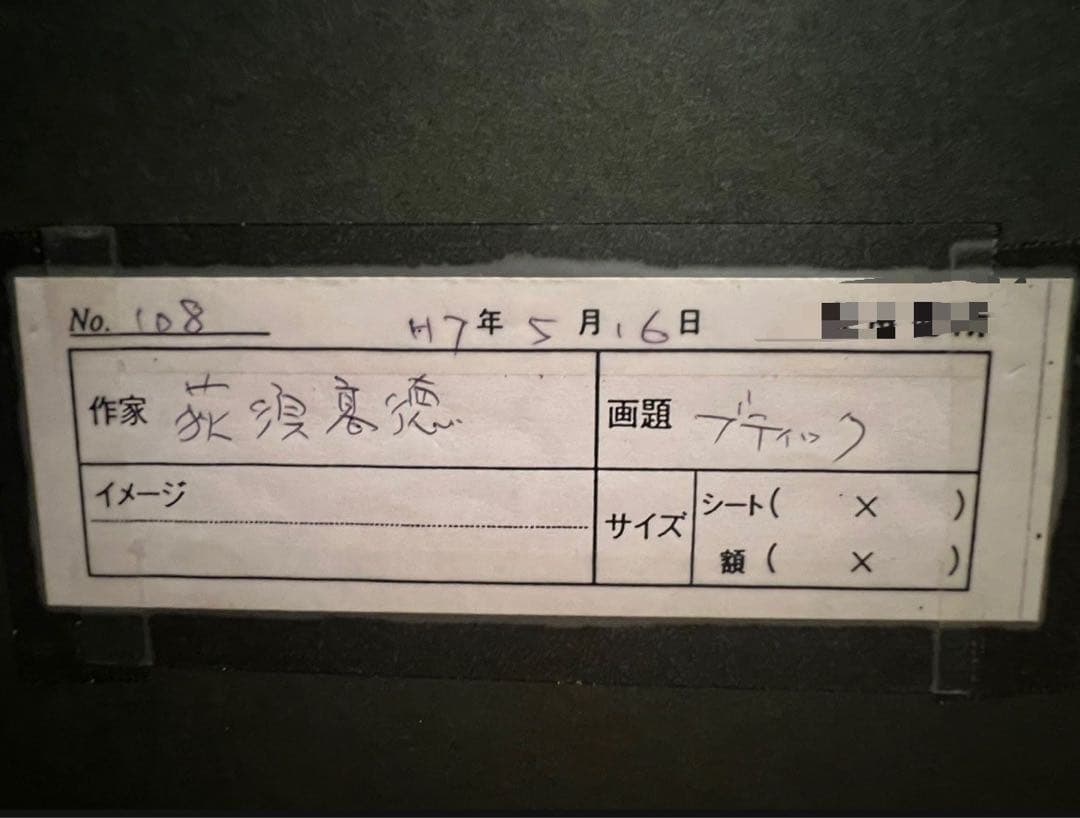 No. 108 H7年 5月16日
作家 荻須高徳 画題 ブティック
イメージ サイズ シート( × )
額( × )